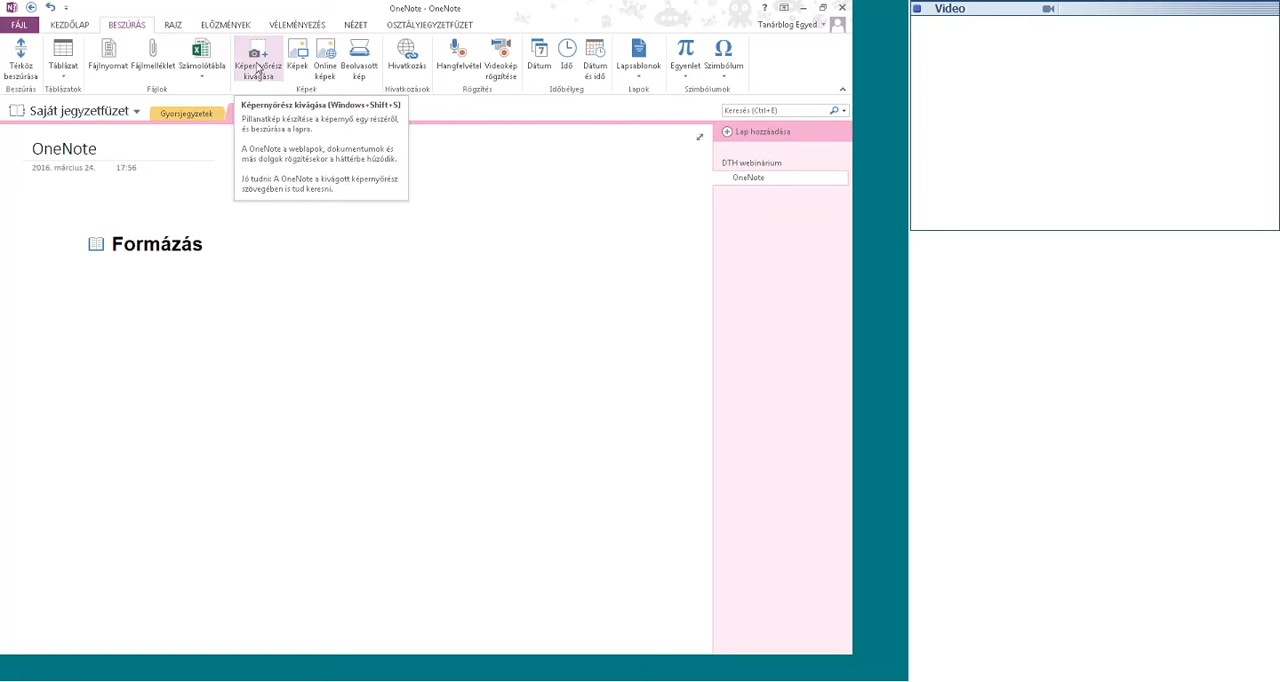 OneNote - OneNote
FÁJL KEZDŐLAP BESZÚRÁS RAJZ ELŐZMÉNYEK VÉLEMÉNYEZÉS NÉZET OSZTÁLYJEGYZETFÜZET
Tanárblog Egyed
Térköz beszúrása
Táblázat
Fájlnyomat
Fájlmelléklet
Számolótábla
Képernyőrész kivágása
Képek
Online képek
Beolvasott kép
Hivatkozás
Hangfelvétel
Videokép rögzítése
Dátum
Idő
Dátum és idő
Lapsablonok
Egyenlet
Szimbólum
Beszúrás Táblázatok Fájlok Képek Hivatkozások Rögzítés Időbélyeg Lapok Szimbólumok
Saját jegyzetfüzet
Gyorsjegyzetek
Keresés (Ctrl+E)
Képernyőrész kivágása (Windows+Shift+S)
Pillanatkép készítése a képernyő egy részéről,
és beszúrása a lapra.
A OneNote a weblapok, dokumentumok és
más dolgok rögzítésekor a háttérbe húzódik.
Jó tudni: A OneNote a kivágott képernyőrész
szövegében is tud keresni.
Lap hozzáadása
DTH webinárium
OneNote
OneNote
2016. március 24. 17:56
Formázás
Video